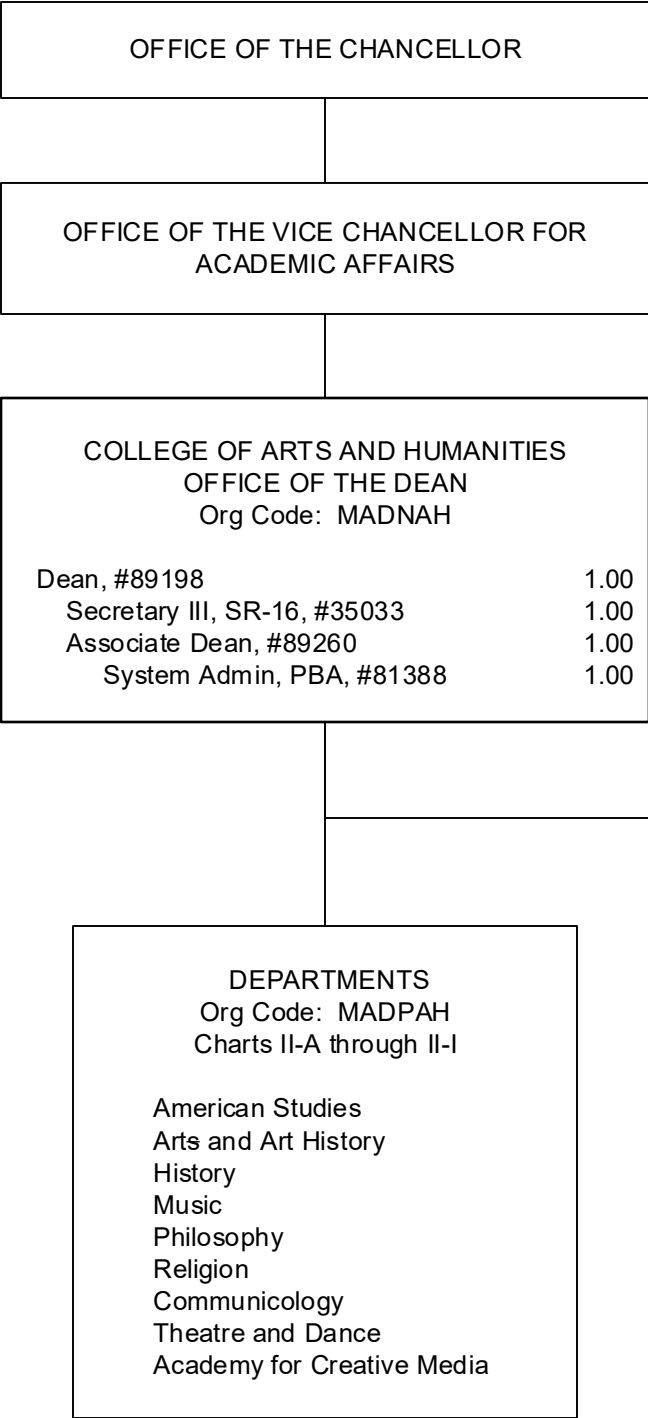 OFFICE OF THE CHANCELLOR
OFFICE OF THE VICE CHANCELLOR FOR
ACADEMIC AFFAIRS
COLLEGE OF ARTS AND HUMANITIES
OFFICE OF THE DEAN
Org Code: MADNAH
Dean, #89198 1.00
Secretary III, SR-16, #35033 1.00
Associate Dean, #89260 1.00
System Admin, PBA, #81388 1.00
DEPARTMENTS
Org Code: MADPAH
Charts II-A through II-I
American Studies
Arts and Art History
History
Music
Philosophy
Religion
Communicology
Theatre and Dance
Academy for Creative Media